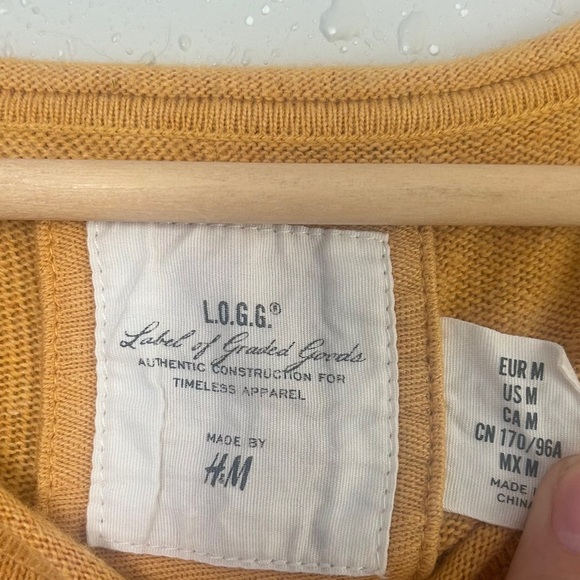 L.O.G.G.®
Label of Graded Goods
AUTHENTIC CONSTRUCTION FOR
TIMELESS APPAREL
MADE BY
H&M
EUR M
US M
CA M
CN 170/96A
MX M
MADE
CHINA